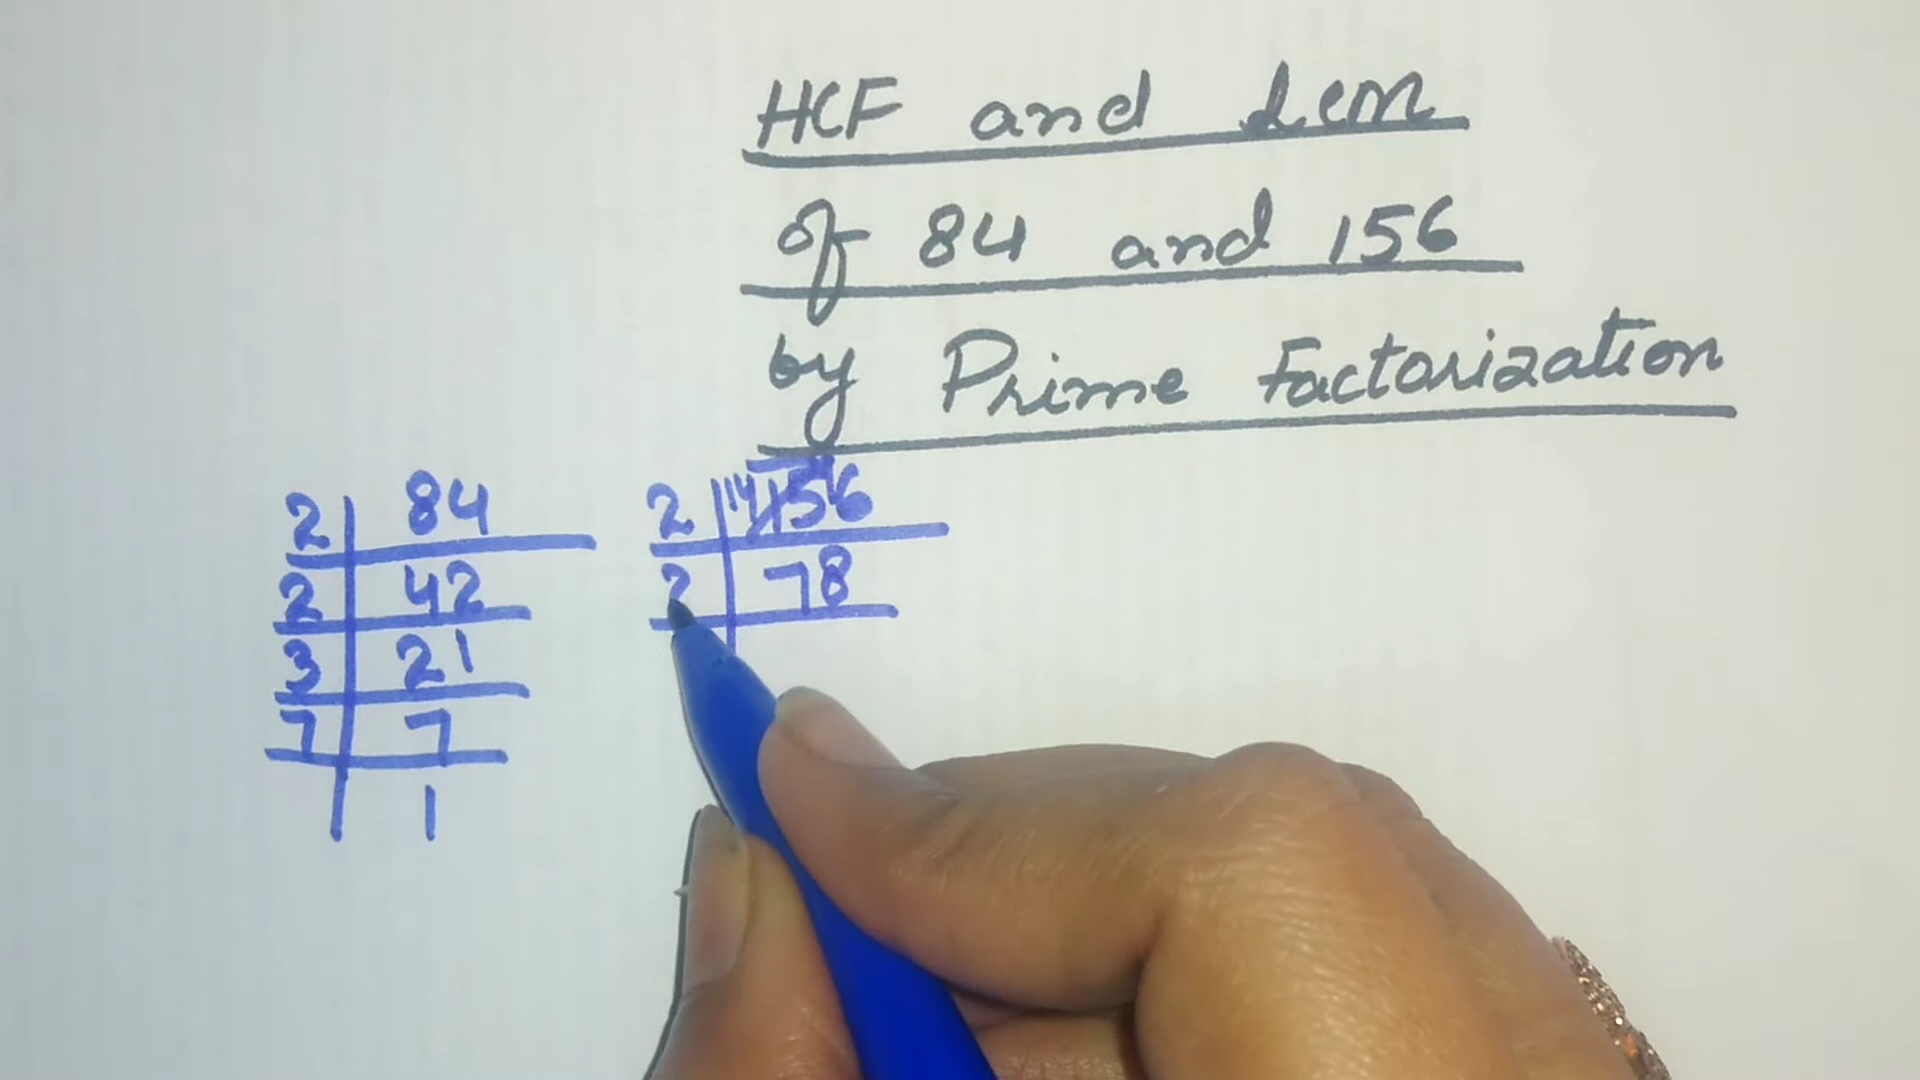 HCF and LCM
of 84 and 156
by Prime Factorization
2 84
2 42
3 21
7 7
1
2 156
2 78